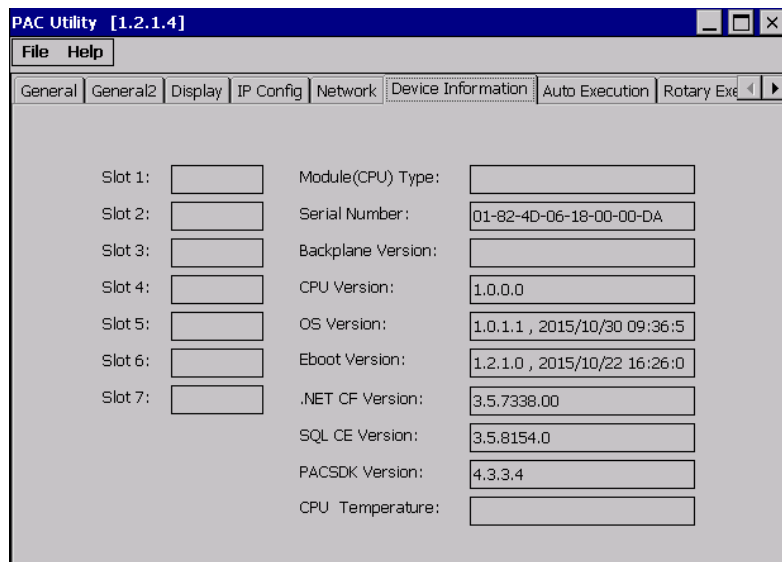 PAC Utility [1.2.1.4]
File Help
General General2 Display IP Config Network Device Information Auto Execution Rotary Exe
Slot 1: Module(CPU) Type:
Slot 2: Serial Number: 01-82-4D-06-18-00-00-DA
Slot 3: Backplane Version:
Slot 4: CPU Version: 1.0.0.0
Slot 5: OS Version: 1.0.1.1 , 2015/10/30 09:36:5
Slot 6: Eboot Version: 1.2.1.0 , 2015/10/22 16:26:0
Slot 7: .NET CF Version: 3.5.7338.00
SQL CE Version: 3.5.8154.0
PACSDK Version: 4.3.3.4
CPU Temperature: